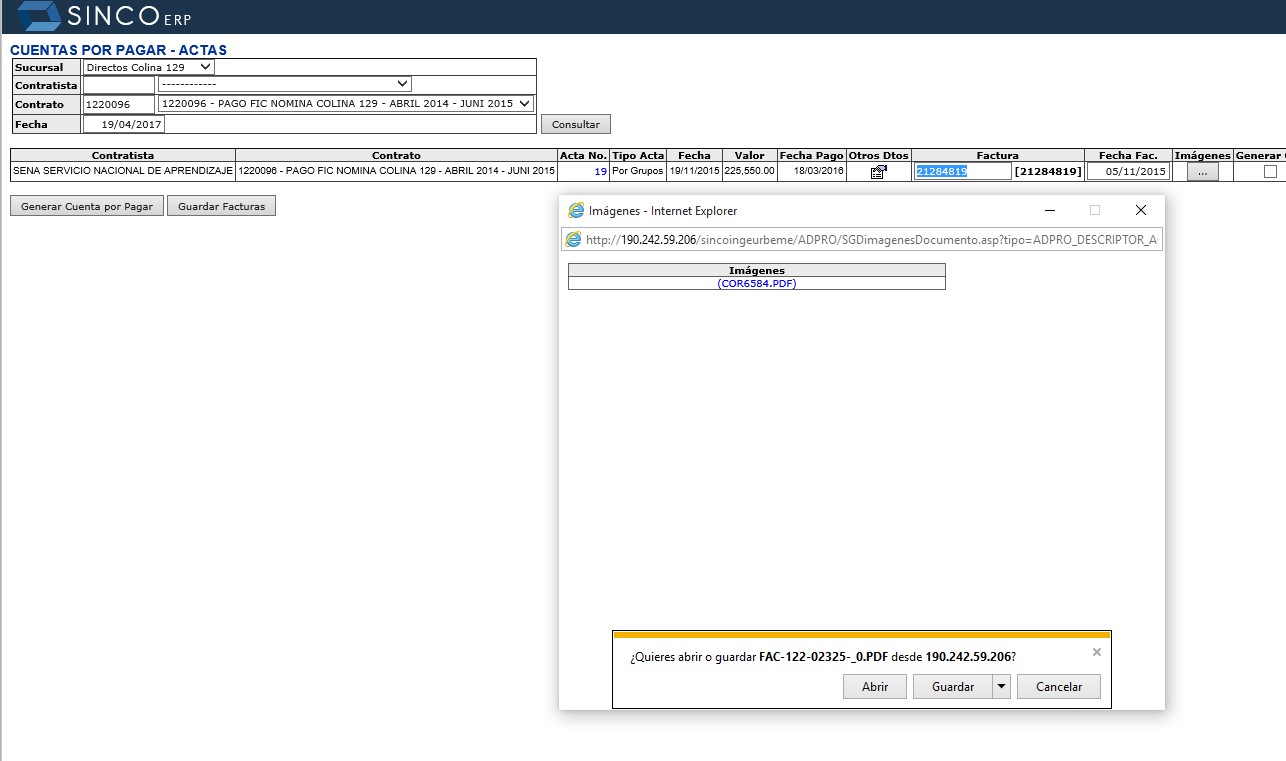 SINCO ERP
CUENTAS POR PAGAR - ACTAS
Sucursal Directos Colina 129
Contratista ------------
Contrato 1220096 1220096 - PAGO FIC NOMINA COLINA 129 - ABRIL 2014 - JUNI 2015
Fecha 19/04/2017 Consultar
Contratista Contrato Acta No. Tipo Acta Fecha Valor Fecha Pago Otros Dtos Factura Fecha Fac. Imágenes Generar
SENA SERVICIO NACIONAL DE APRENDIZAJE 1220096 - PAGO FIC NOMINA COLINA 129 - ABRIL 2014 - JUNI 2015 19 Por Grupos 19/11/2015 225,550.00 18/03/2016 21284819 [21284819] 05/11/2015 ...
Generar Cuenta por Pagar Guardar Facturas
Imágenes - Internet Explorer
http://190.242.59.206/sincoingeurbeme/ADPRO/SGDimagenesDocumento.asp?tipo=ADPRO_DESCRIPTOR_A
Imágenes
(COR6584.PDF)
¿Quieres abrir o guardar FAC-122-02325-_0.PDF desde 190.242.59.206?
Abrir Guardar Cancelar